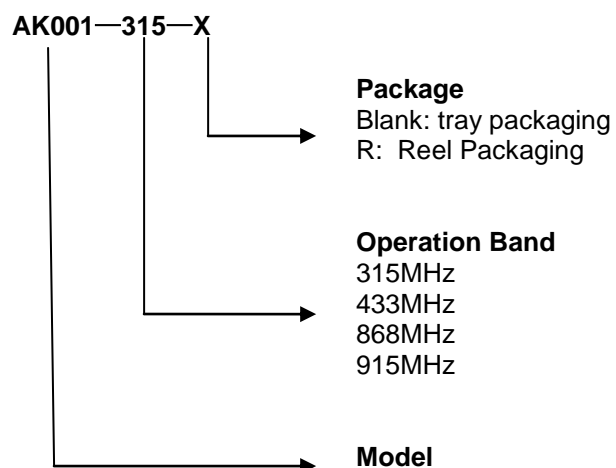 AK001—315—X
Package
Blank: tray packaging
R: Reel Packaging
Operation Band
315MHz
433MHz
868MHz
915MHz
Model